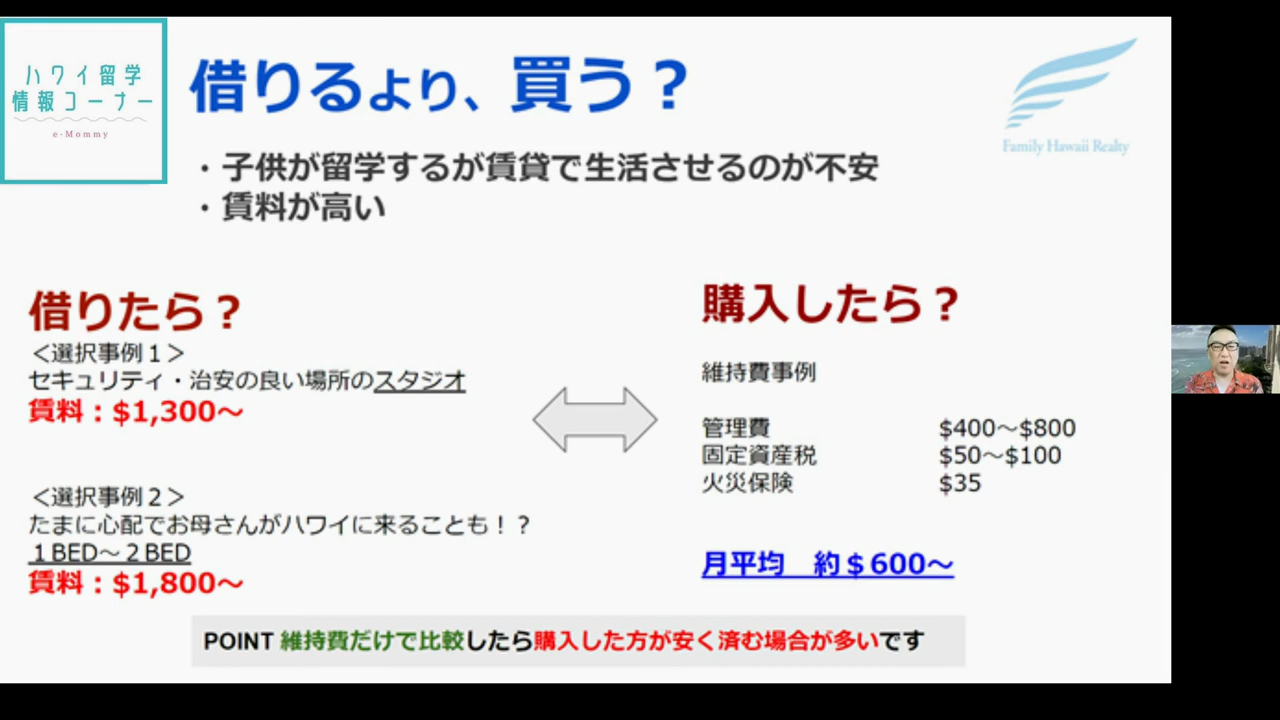 ハワイ留学
情報コーナー
e-Mommy
借りるより、買う？
Family Hawaii Realty
・子供が留学するが賃貸で生活させるのが不安
・賃料が高い
借りたら？
＜選択事例１＞
セキュリティ・治安の良い場所のスタジオ
賃料：$1,300～
＜選択事例２＞
たまに心配でお母さんがハワイに来ることも！？
１BED～２BED
賃料：$1,800～
購入したら？
維持費事例
管理費 $400～$800
固定資産税 $50～$100
火災保険 $35
月平均　約＄600～
POINT 維持費だけで比較したら購入した方が安く済む場合が多いです